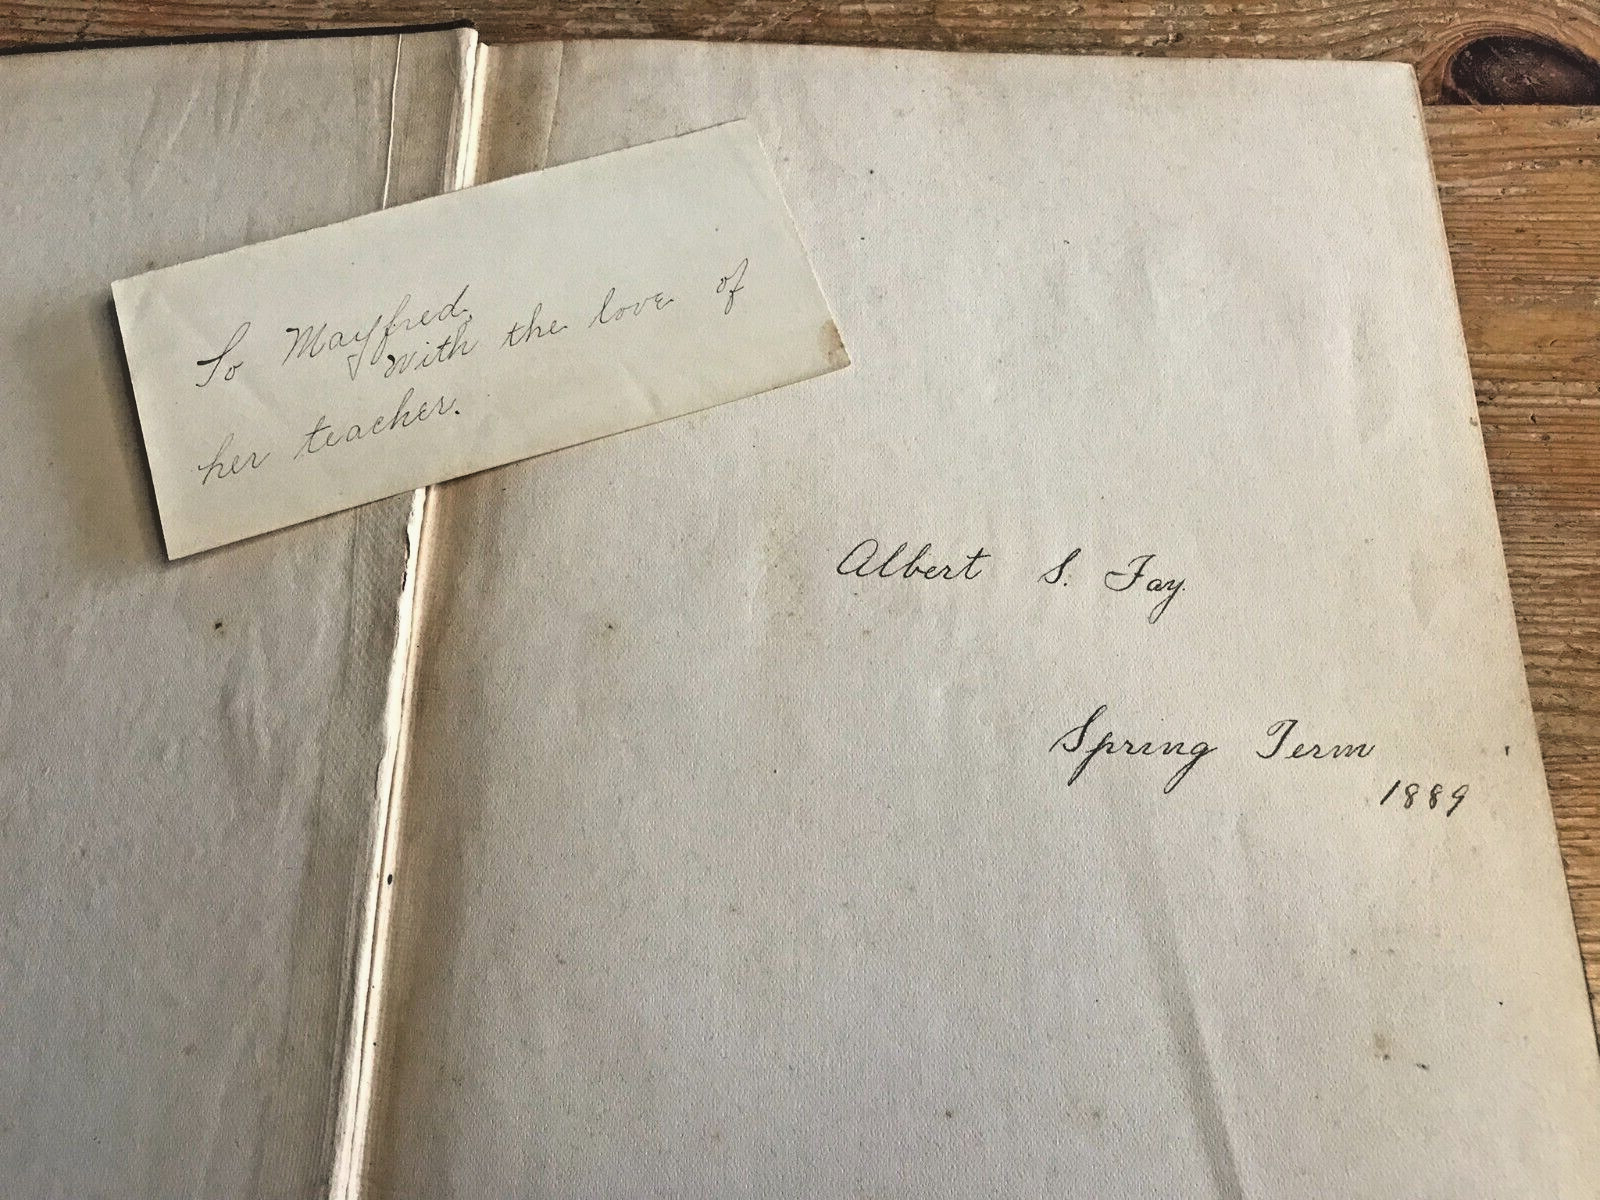 To Mayfred,
With the love of
her teacher.
Albert S. Fay.
Spring Term
1889